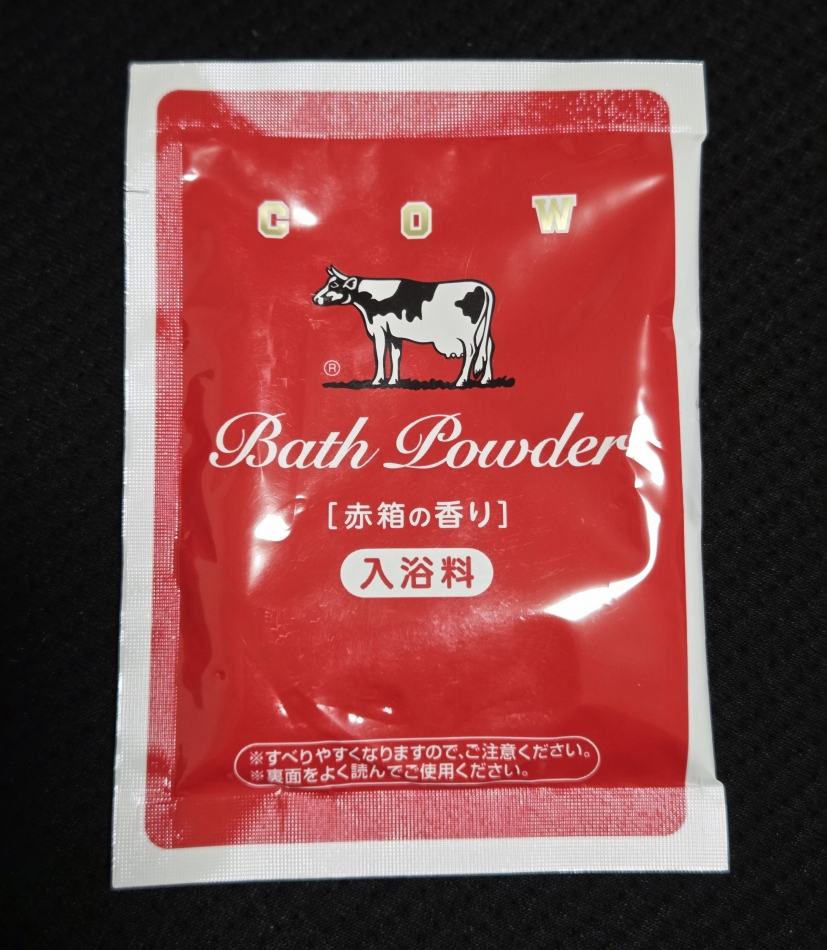 COW
®
Bath Powder
[赤箱の香り]
入浴料
※すべりやすくなりますので、ご注意ください。
※裏面をよく読んでご使用ください。